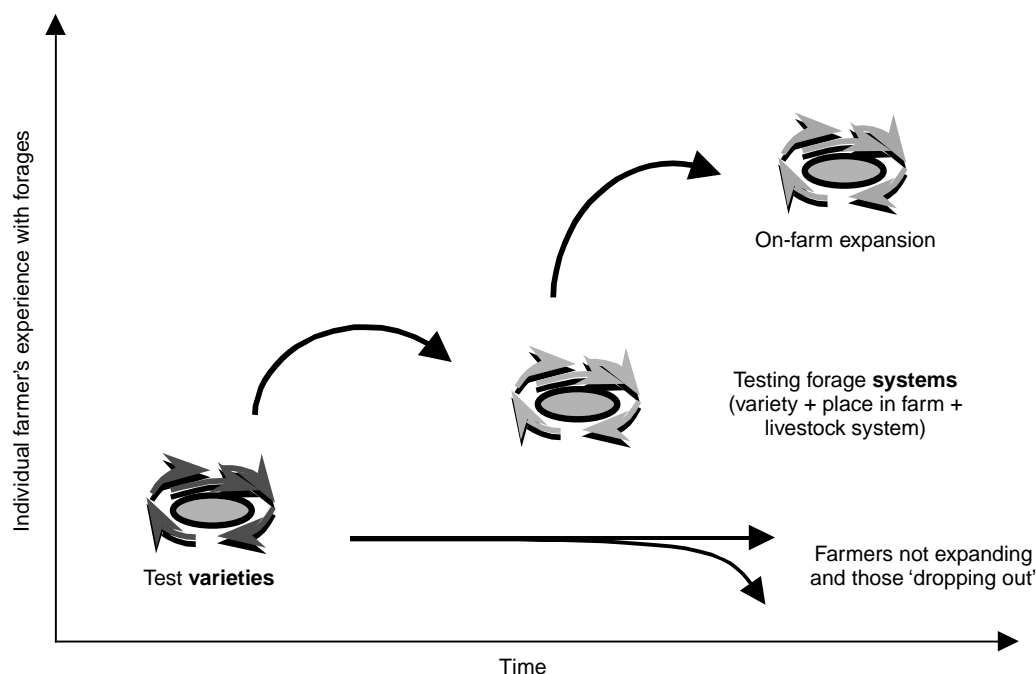 Individual farmer's experience with forages
On-farm expansion
Testing forage systems
(variety + place in farm +
livestock system)
Test varieties
Farmers not expanding
and those ‘dropping out’
Time